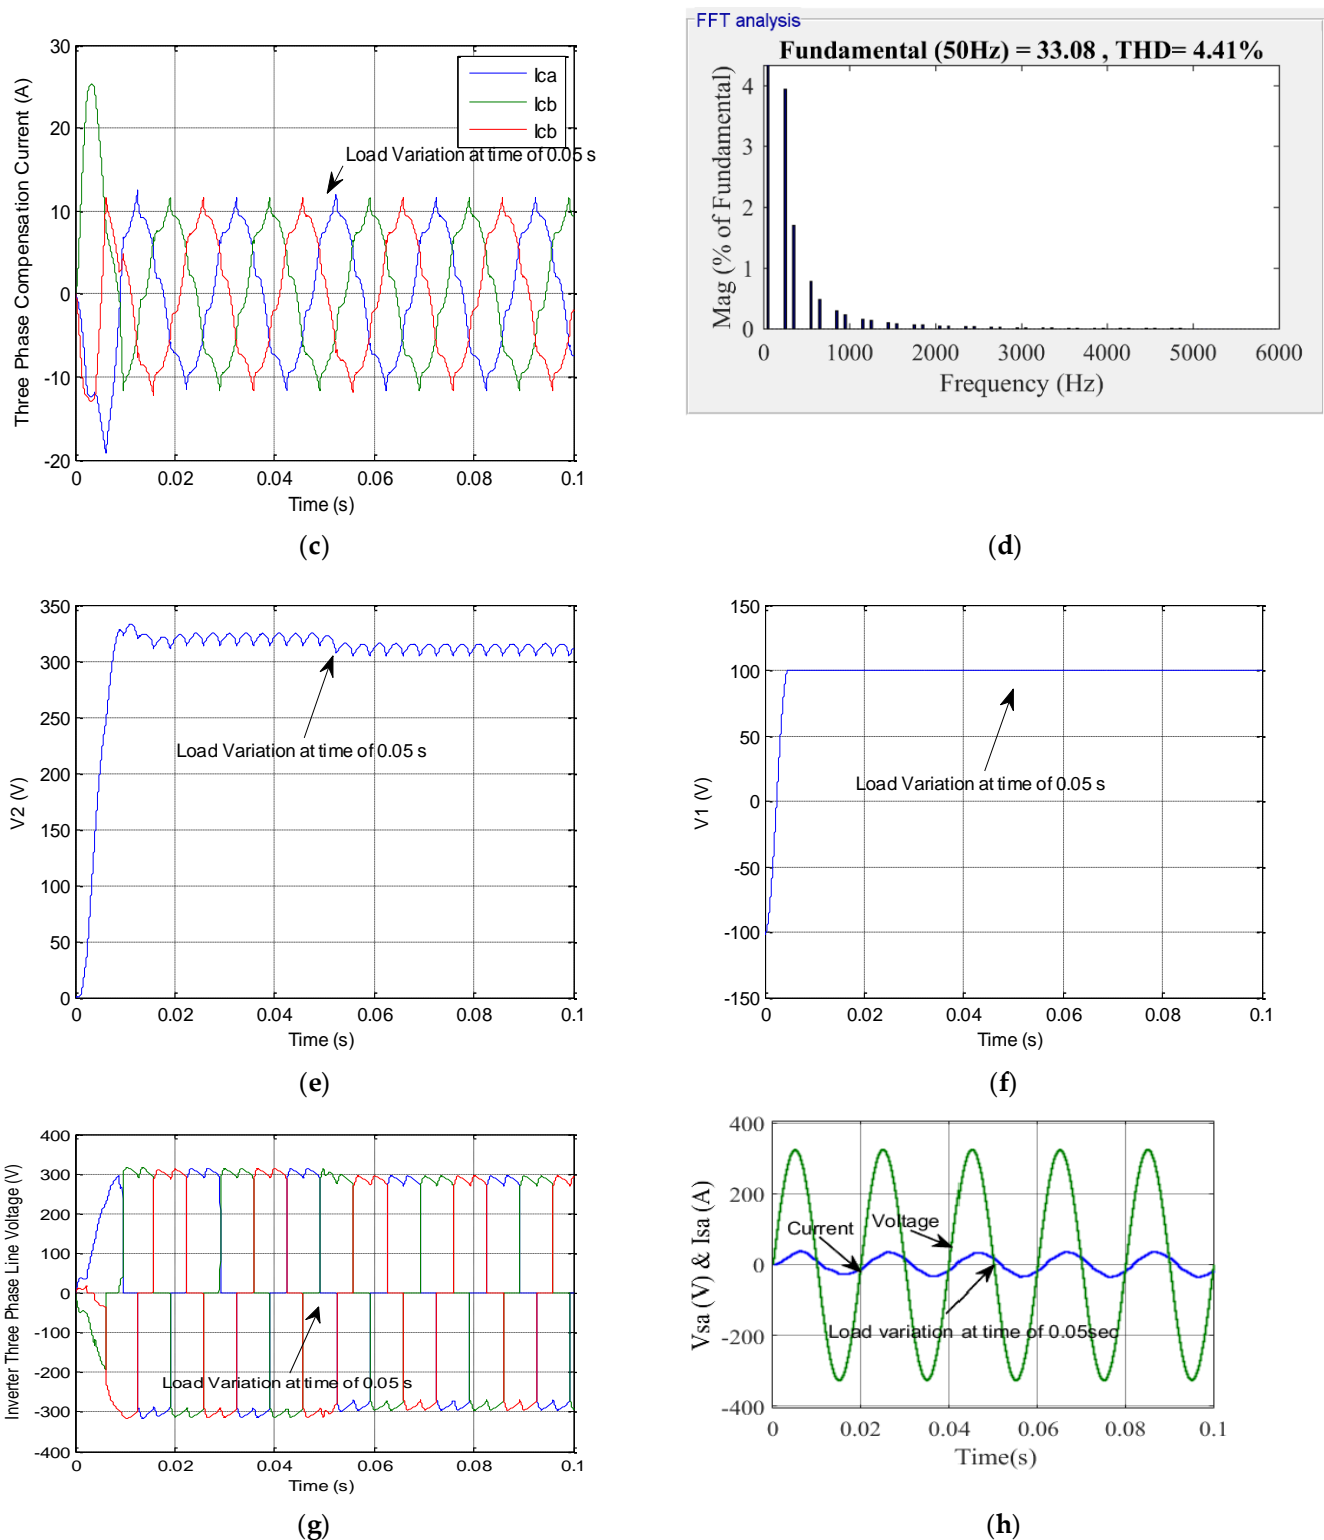 30
20
10
0
-10
-20
0
0.02
0.04
0.06
0.08
0.1
Three Phase Compensation Current (A)
Time (s)
Ica
Icb
Icb
Load Variation at time of 0.05 s
(c)
FFT analysis
Fundamental (50Hz) = 33.08 , THD= 4.41%
4
3
2
1
0
0
1000
2000
3000
4000
5000
6000
Mag (% of Fundamental)
Frequency (Hz)
(d)
350
300
250
200
150
100
50
0
0
0.02
0.04
0.06
0.08
0.1
V2 (V)
Time (s)
Load Variation at time of 0.05 s
(e)
150
100
50
0
-50
-100
-150
0
0.02
0.04
0.06
0.08
0.1
V1 (V)
Time (s)
Load Variation at time of 0.05 s
(f)
400
300
200
100
0
-100
-200
-300
-400
0
0.02
0.04
0.06
0.08
0.1
Inverter Three Phase Line Voltage (V)
Time (s)
Load Variation at time of 0.05 s
(g)
400
200
0
-200
-400
0
0.02
0.04
0.06
0.08
0.1
Vsa (V) & Isa (A)
Time(s)
Current
Voltage
Load variation at time of 0.05sec
(h)